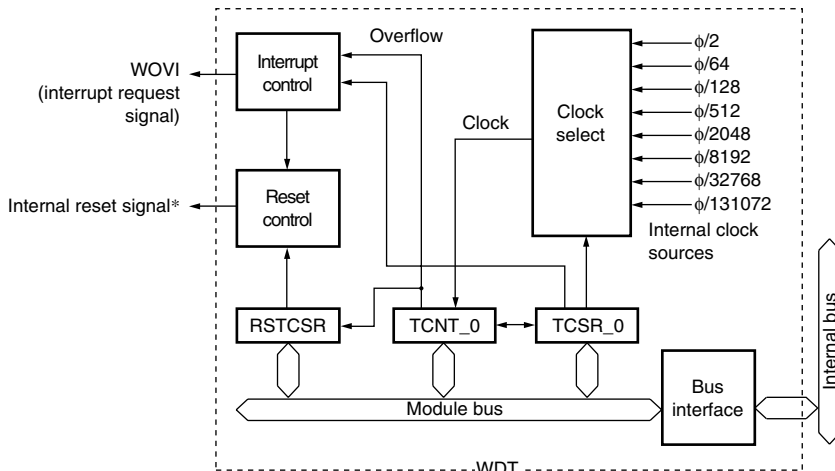 Overflow
Interrupt
control
WOVI
(interrupt request
signal)
Clock
Clock
select
ϕ/2
ϕ/64
ϕ/128
ϕ/512
ϕ/2048
ϕ/8192
ϕ/32768
ϕ/131072
Internal clock
sources
Internal reset signal*
Reset
control
RSTCSR
TCNT_0
TCSR_0
Module bus
Bus
interface
Internal bus
WDT